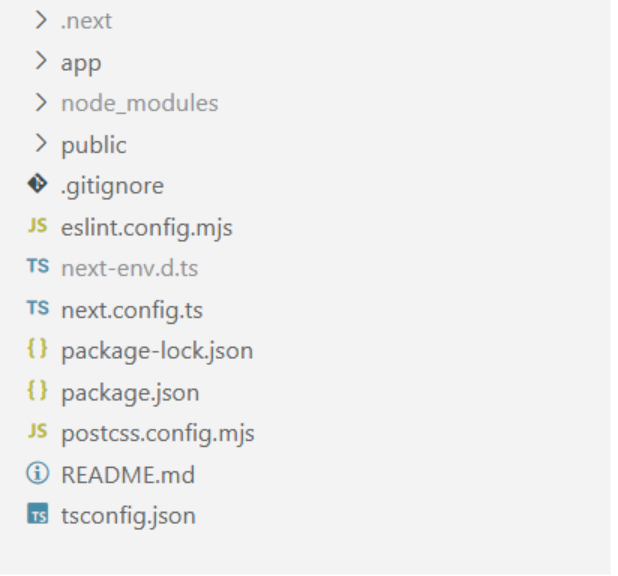 .next
app
node_modules
public
.gitignore
JS eslint.config.mjs
TS next-env.d.ts
TS next.config.ts
{} package-lock.json
{} package.json
JS postcss.config.mjs
README.md
TS tsconfig.json